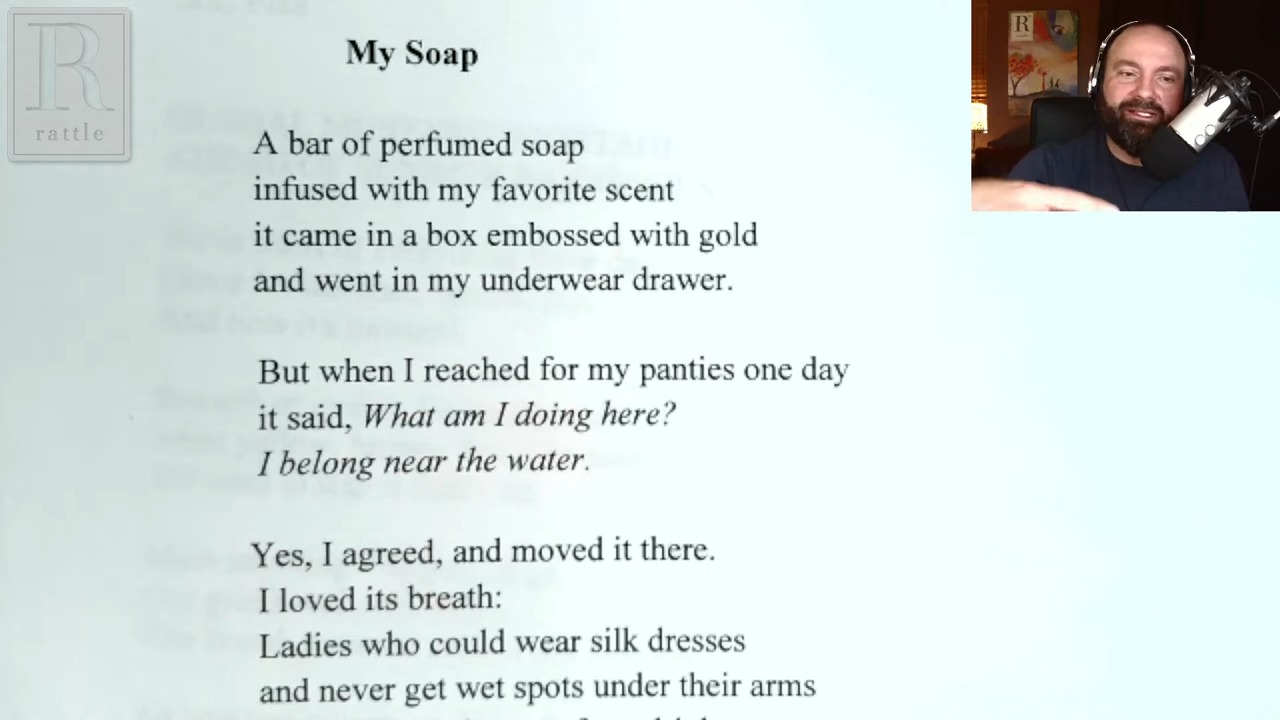 R
rattle
My Soap
A bar of perfumed soap
infused with my favorite scent
it came in a box embossed with gold
and went in my underwear drawer.
But when I reached for my panties one day
it said, What am I doing here?
I belong near the water.
Yes, I agreed, and moved it there.
I loved its breath:
Ladies who could wear silk dresses
and never get wet spots under their arms
R